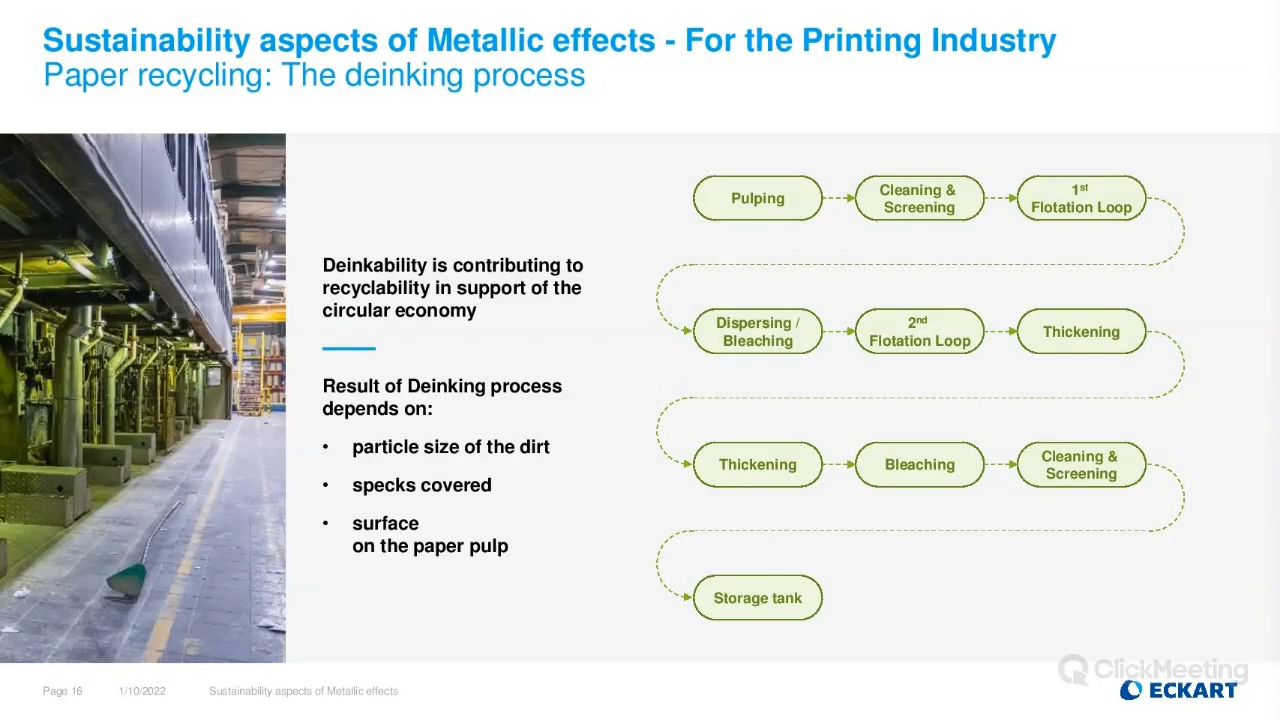 Sustainability aspects of Metallic effects - For the Printing Industry
Paper recycling: The deinking process
Deinkability is contributing to
recyclability in support of the
circular economy
Result of Deinking process
depends on:
• particle size of the dirt
• specks covered
• surface
on the paper pulp
Pulping
Cleaning &
Screening
1st
Flotation Loop
Dispersing /
Bleaching
2nd
Flotation Loop
Thickening
Thickening
Bleaching
Cleaning &
Screening
Storage tank
ClickMeeting
Page 16 1/10/2022 Sustainability aspects of Metallic effects
ECKART